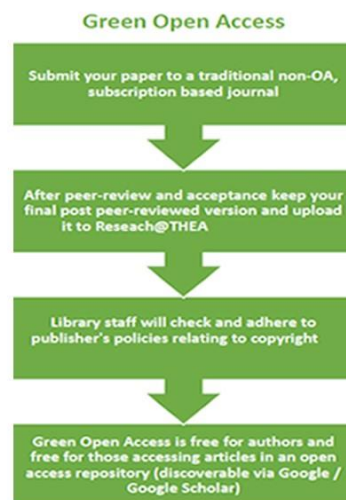 Green Open Access
Submit your paper to a traditional non-OA,
subscription based journal
After peer-review and acceptance keep your
final post peer-reviewed version and upload
it to Reseach@THEA
Library staff will check and adhere to
publisher's policies relating to copyright
Green Open Access is free for authors and
free for those accessing articles in an open
access repository (discoverable via Google /
Google Scholar)